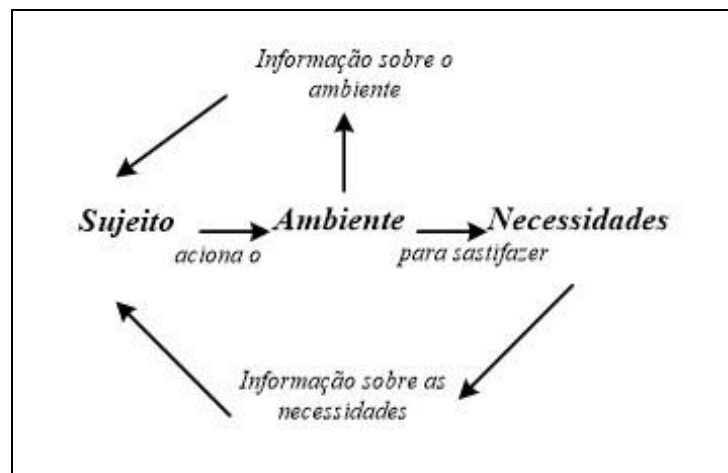 Informação sobre o
ambiente
Sujeito
Ambiente
Necessidades
aciona o
para sastifazer
Informação sobre as
necessidades